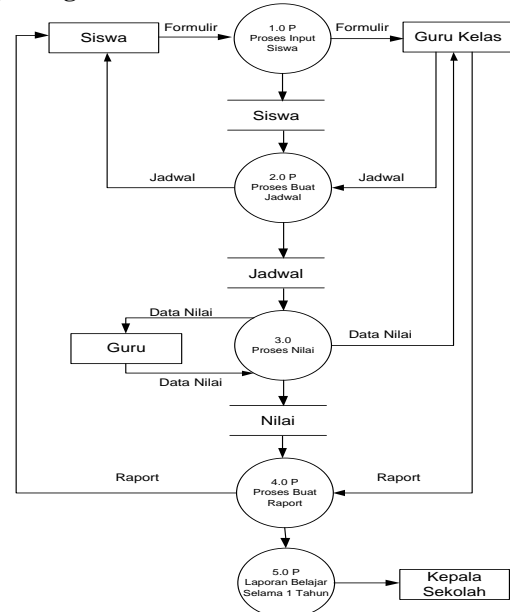 Siswa
Formulir
1.0 P
Proses Input
Siswa
Formulir
Guru Kelas
Siswa
Jadwal
2.0 P
Proses Buat
Jadwal
Jadwal
Jadwal
Data Nilai
Guru
Data Nilai
3.0
Proses Nilai
Data Nilai
Nilai
Raport
4.0 P
Proses Buat
Raport
Raport
5.0 P
Laporan Belajar
Selama 1 Tahun
Kepala
Sekolah